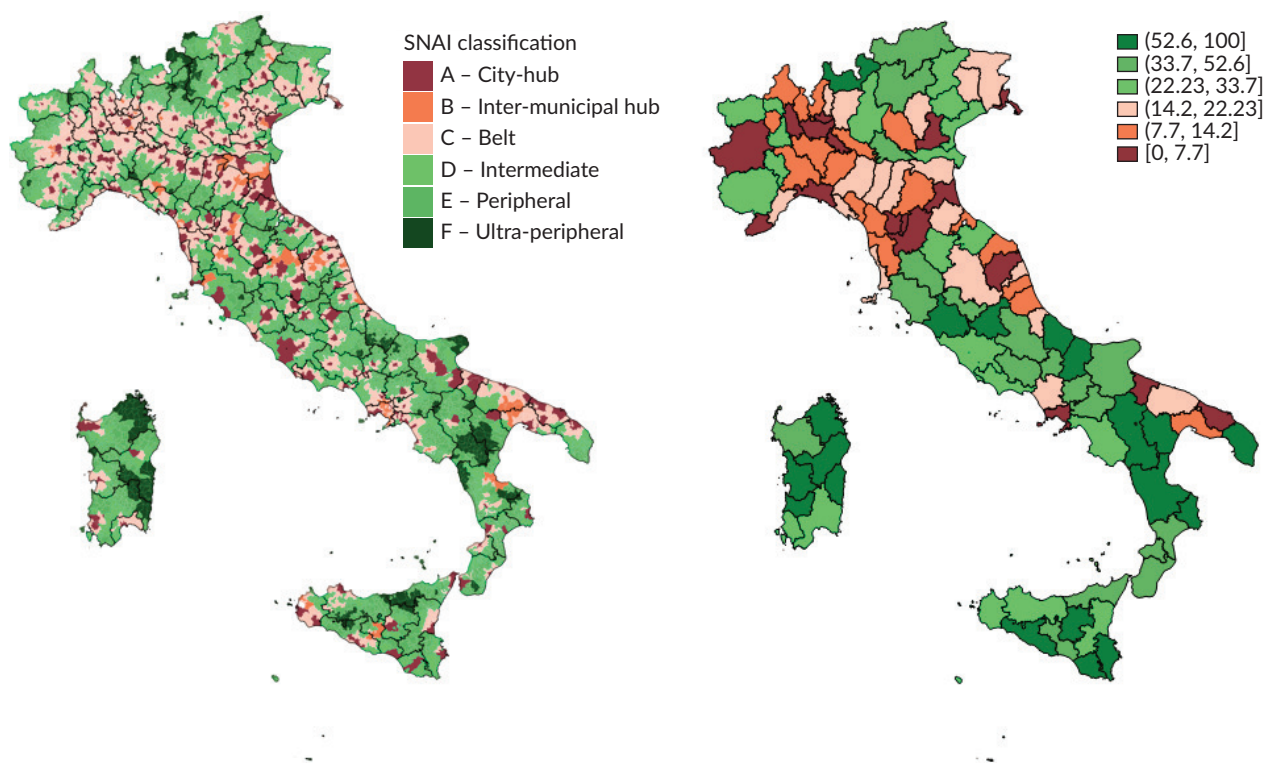 SNAI classification
A – City-hub
B – Inter-municipal hub
C – Belt
D – Intermediate
E – Peripheral
F – Ultra-peripheral
(52.6, 100]
(33.7, 52.6]
(22.23, 33.7]
(14.2, 22.23]
(7.7, 14.2]
[0, 7.7]